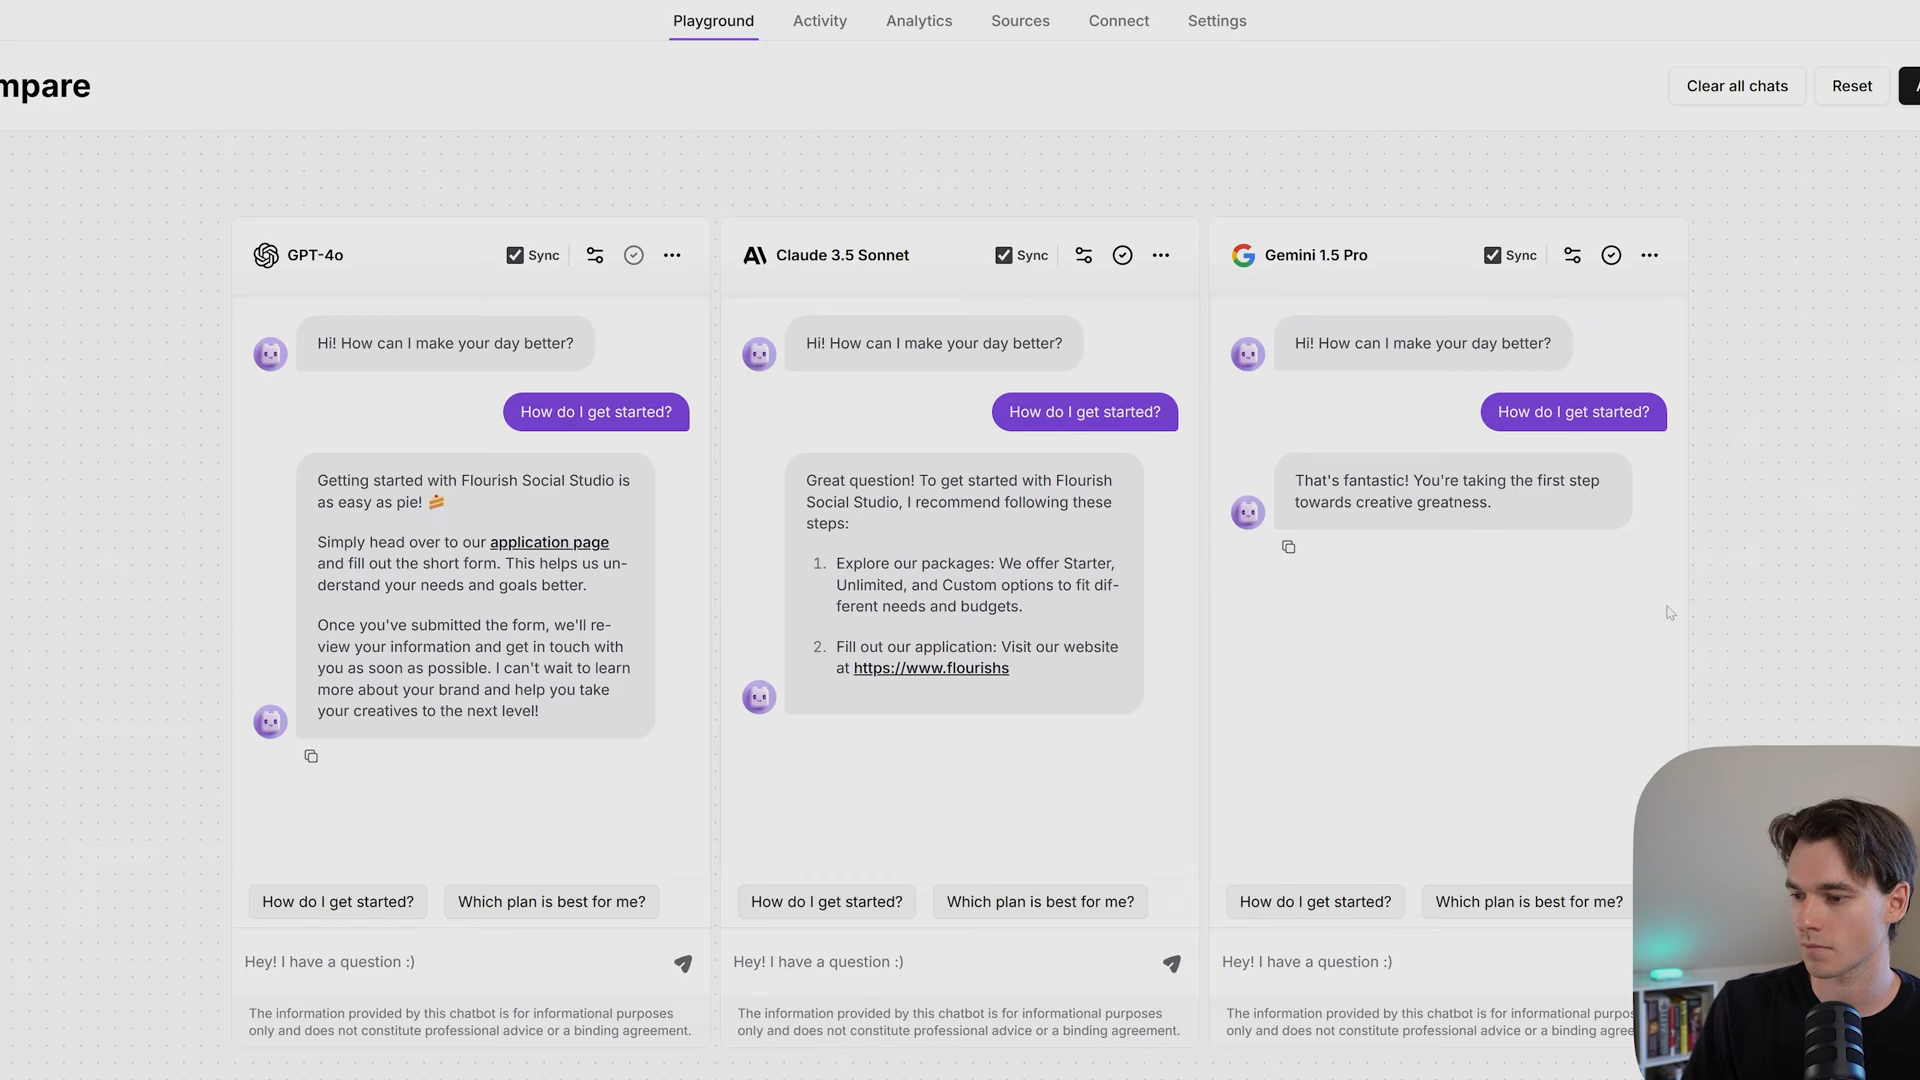 Playground
Activity
Analytics
Sources
Connect
Settings
mpare
Clear all chats
Reset
GPT-4o
Sync
Hi! How can I make your day better?
How do I get started?
Getting started with Flourish Social Studio is
as easy as pie! 🍰
Simply head over to our application page
and fill out the short form. This helps us un-
derstand your needs and goals better.
Once you've submitted the form, we'll re-
view your information and get in touch with
you as soon as possible. I can't wait to learn
more about your brand and help you take
your creatives to the next level!
How do I get started?
Which plan is best for me?
Hey! I have a question :)
The information provided by this chatbot is for informational purposes
only and does not constitute professional advice or a binding agreement.
Claude 3.5 Sonnet
Sync
Hi! How can I make your day better?
How do I get started?
Great question! To get started with Flourish
Social Studio, I recommend following these
steps:
1. Explore our packages: We offer Starter,
Unlimited, and Custom options to fit dif-
ferent needs and budgets.
2. Fill out our application: Visit our website
at https://www.flourishs
How do I get started?
Which plan is best for me?
Hey! I have a question :)
The information provided by this chatbot is for informational purposes
only and does not constitute professional advice or a binding agreement.
Gemini 1.5 Pro
Sync
Hi! How can I make your day better?
How do I get started?
That's fantastic! You're taking the first step
towards creative greatness.
How do I get started?
Which plan is best for me?
Hey! I have a question :)
The information provided by this chatbot is for informational purpos
only and does not constitute professional advice or a binding agree